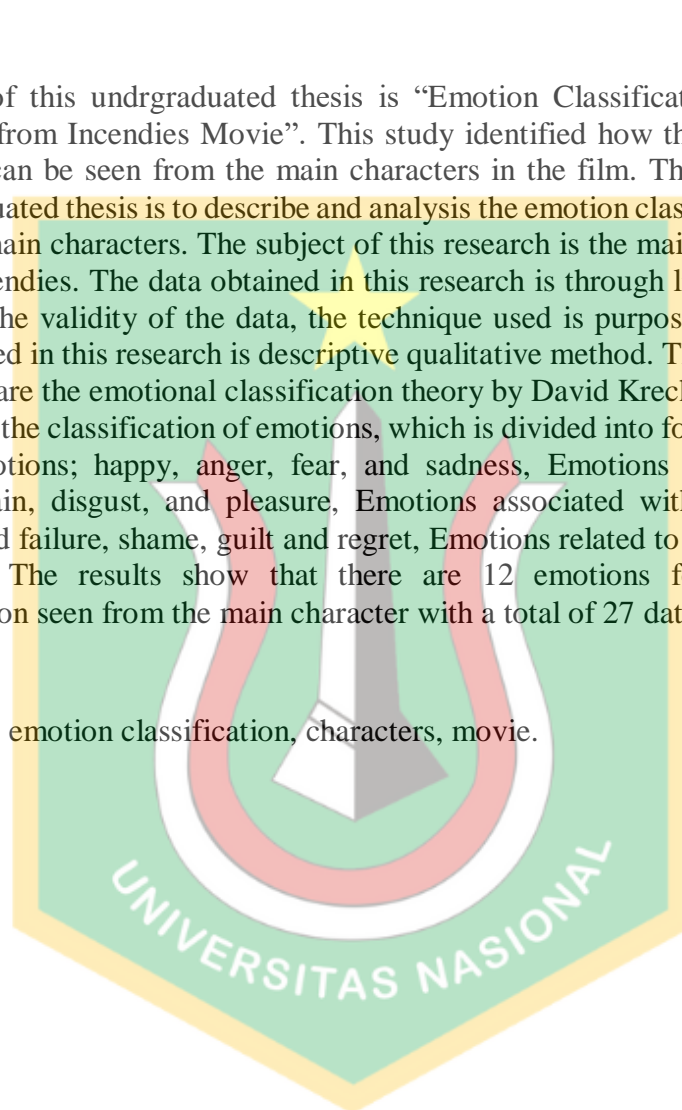 of this undrgraduated thesis is “Emotion Classificat
from Incendies Movie”. This study identified how th
can be seen from the main characters in the film. Th
uated thesis is to describe and analysis the emotion clas
ain characters. The subject of this research is the mai
endies. The data obtained in this research is through l
he validity of the data, the technique used is purpos
ed in this research is descriptive qualitative method. T
are the emotional classification theory by David Krecl
the classification of emotions, which is divided into fo
otions; happy, anger, fear, and sadness, Emotions
ain, disgust, and pleasure, Emotions associated with
d failure, shame, guilt and regret, Emotions related to
The results show that there are 12 emotions f
on seen from the main character with a total of 27 dat
emotion classification, characters, movie.
UNIVERSITAS NASIONAL